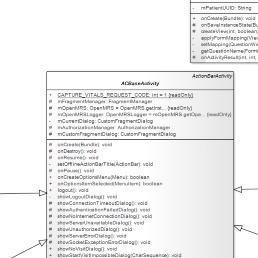 - mPatientUUID: String
+ onCreate(Bundle): void
# onSaveInstanceState(Bu
# createView(int, boolean)
- applyFormMapping(View
- setMapping(QuestionWid
- getQuestionName(FormI
# onActivityResult(int, int,
ActionBarActivity
ACBaseActivity
+ CAPTURE_VITALS_REQUEST_CODE: int = 1 {readOnly}
# mFragmentManager: FragmentManager
# mOpenMRS: OpenMRS = OpenMRS.getInst... {readOnly}
# mOpenMRSLogger: OpenMRSLogger = mOpenMRS.getOpe... {readOnly}
- mCurrentDialog: CustomFragmentDialog
- mAuthorizationManager: AuthorizationManager
# mCustomFragmentDialog: CustomFragmentDialog
# onCreate(Bundle): void
# onDestroy(): void
# onResume(): void
- setOfflineActionBarTitle(ActionBar): void
# onPause(): void
+ onCreateOptionsMenu(Menu): boolean
+ onOptionsItemSelected(MenuItem): boolean
+ logout(): void
- showLogoutDialog(): void
# showConnectionTimeoutDialog(): void
# showAuthenticationFailedDialog(): void
# showNoInternetConnectionDialog(): void
# showServerUnavailableDialog(): void
# showUnauthorizedDialog(): void
# showServerErrorDialog(): void
# showSocketExceptionErrorDialog(): void
# showNoVisitDialog(): void
# showStartVisitImpossibleDialog(CharSequence): void